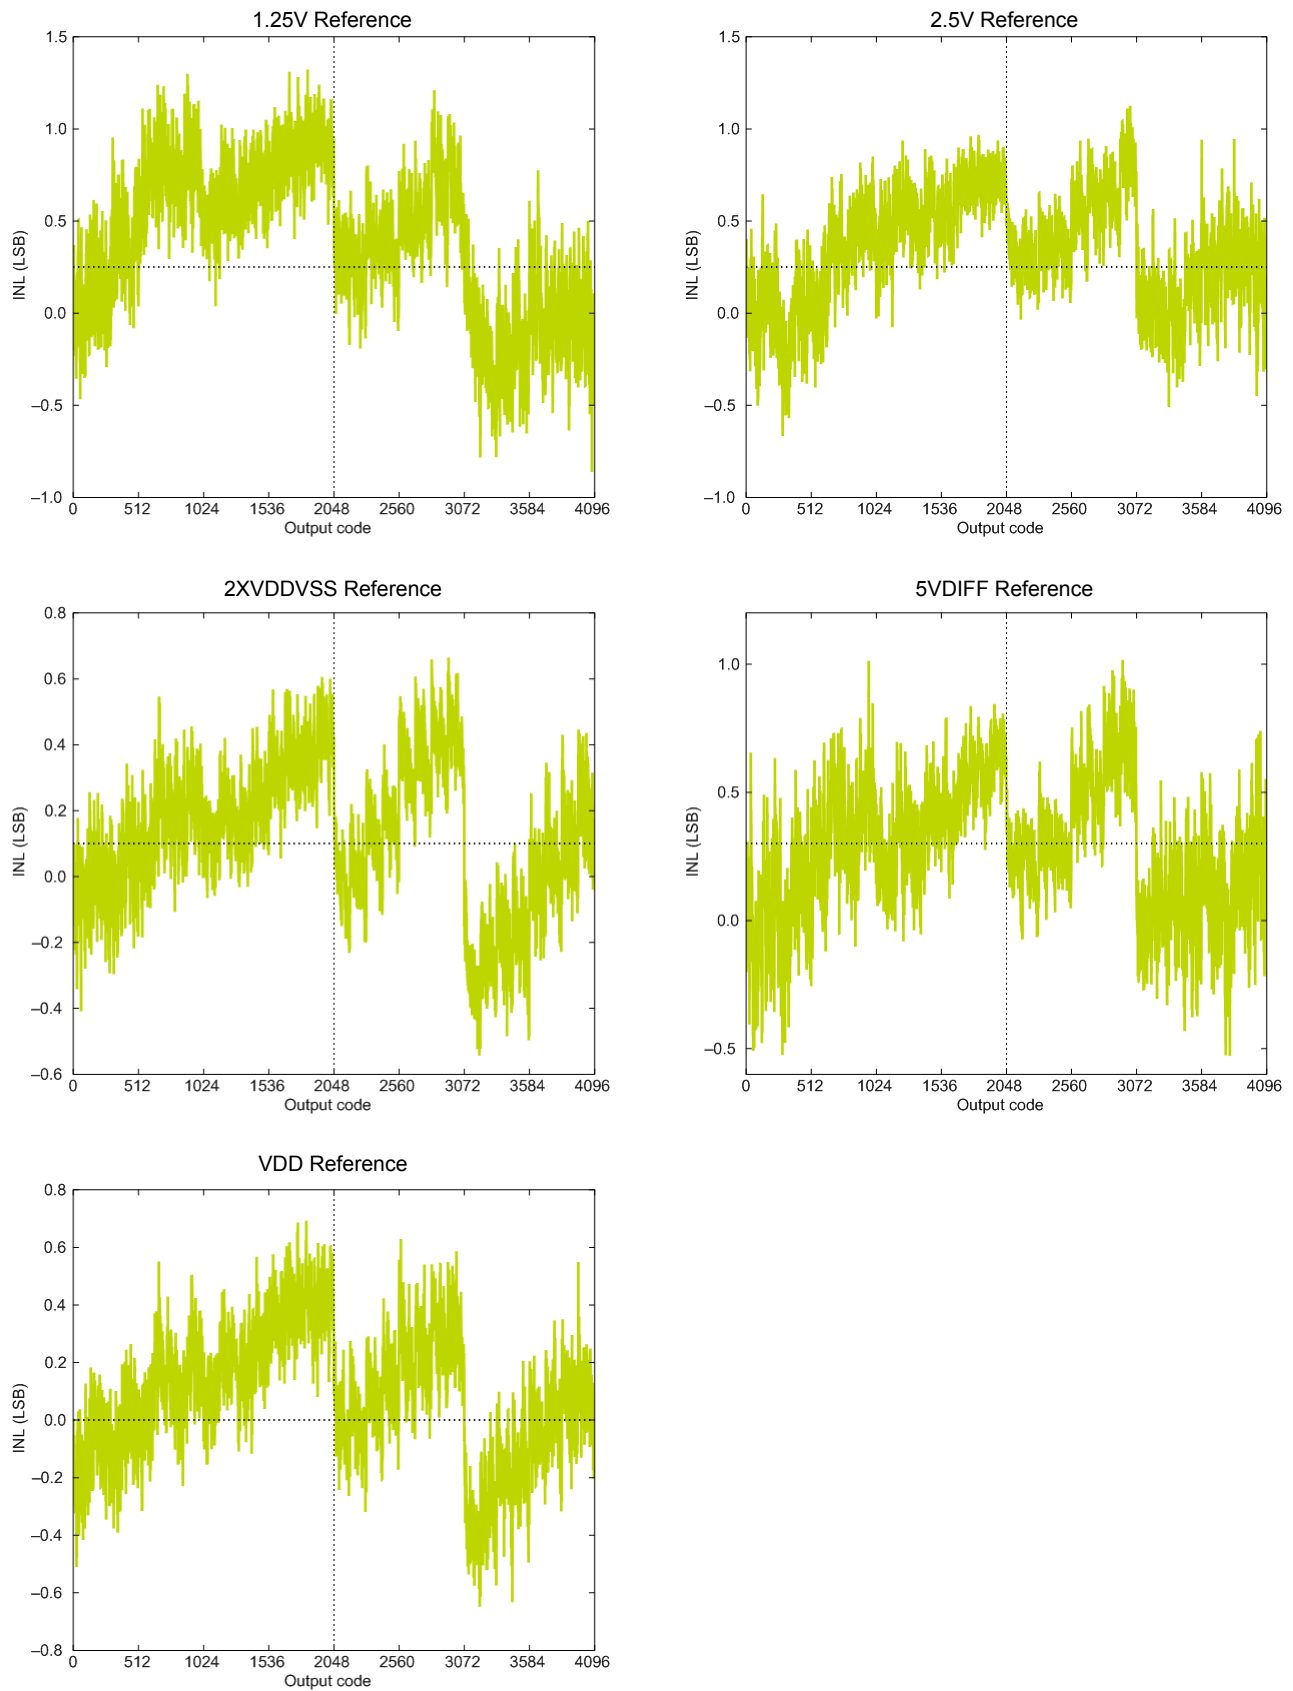 1.25V Reference
1.5
1.0
0.5
0.0
–0.5
–1.0
INL (LSB)
0 512 1024 1536 2048 2560 3072 3584 4096
Output code
2.5V Reference
1.5
1.0
0.5
0.0
–0.5
–1.0
INL (LSB)
0 512 1024 1536 2048 2560 3072 3584 4096
Output code
2XVDDVSS Reference
0.8
0.6
0.4
0.2
0.0
–0.2
–0.4
–0.6
INL (LSB)
0 512 1024 1536 2048 2560 3072 3584 4096
Output code
5VDIFF Reference
1.0
0.5
0.0
–0.5
INL (LSB)
0 512 1024 1536 2048 2560 3072 3584 4096
Output code
VDD Reference
0.8
0.6
0.4
0.2
0.0
–0.2
–0.4
–0.6
–0.8
INL (LSB)
0 512 1024 1536 2048 2560 3072 3584 4096
Output code